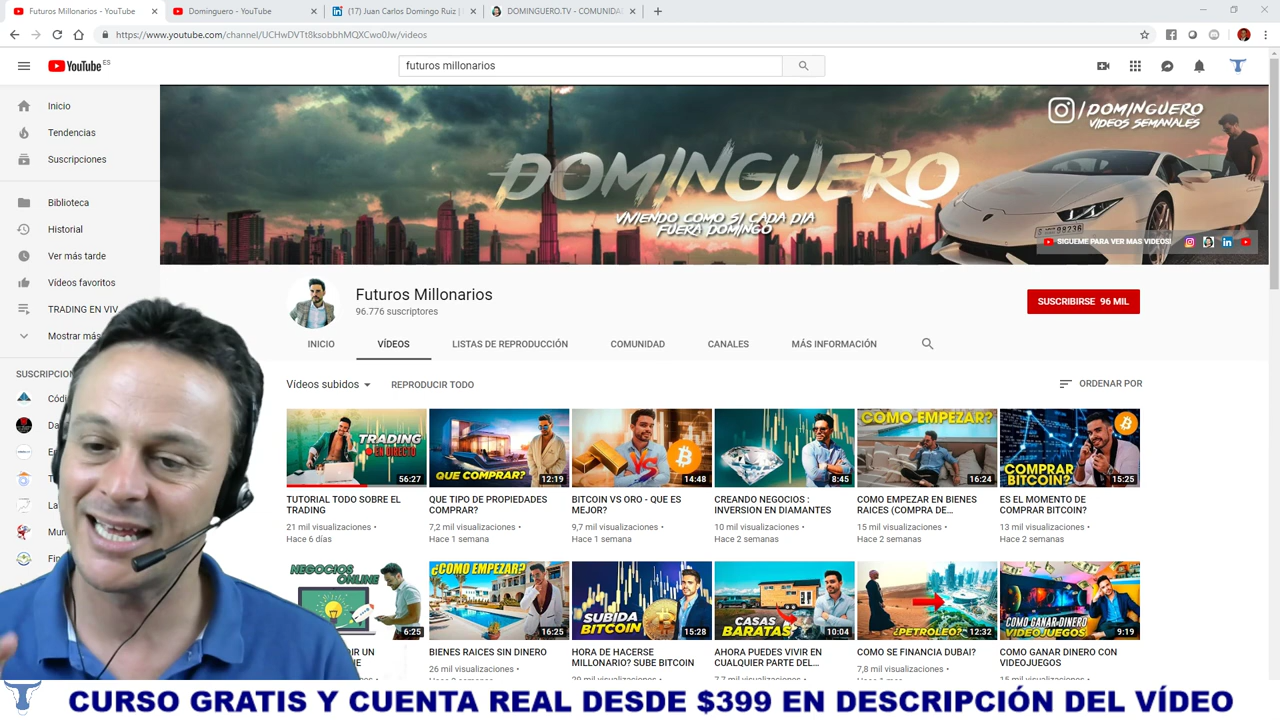 Futuros Millonarios - YouTube
Dominguero - YouTube
(17) Juan Carlos Domingo Ruiz |
DOMINGUERO.TV - COMUNIDA
https://www.youtube.com/channel/UCHwDVTt8ksobbhMQXCwo0Jw/videos
YouTube ES
futuros millonarios
Inicio
Tendencias
Suscripciones
Biblioteca
Historial
Ver más tarde
Vídeos favoritos
TRADING EN VIV
Mostrar más
SUSCRIPCION
/DOMINGUERO
VIDEOS SEMANALES
DOMINGUERO
VIVIENDO COMO SI CADA DIA
FUERA DOMINGO
98236
SIGUEME PARA VER MAS VIDEOS!
Futuros Millonarios
96.776 suscriptores
SUSCRIBIRSE 96 MIL
INICIO
VÍDEOS
LISTAS DE REPRODUCCIÓN
COMUNIDAD
CANALES
MÁS INFORMACIÓN
Vídeos subidos
REPRODUCIR TODO
ORDENAR POR
TRADING
EN DIRECTO
56:27
TUTORIAL TODO SOBRE EL
TRADING
21 mil visualizaciones •
Hace 6 días
QUE COMPRAR?
12:19
QUE TIPO DE PROPIEDADES
COMPRAR?
7,2 mil visualizaciones •
Hace 1 semana
VS
14:48
BITCOIN VS ORO - QUE ES
MEJOR?
9,7 mil visualizaciones •
Hace 1 semana
8:45
CREANDO NEGOCIOS :
INVERSION EN DIAMANTES
10 mil visualizaciones •
Hace 2 semanas
COMO EMPEZAR?
16:24
COMO EMPEZAR EN BIENES
RAICES (COMPRA DE...
15 mil visualizaciones •
Hace 2 semanas
COMPRAR
BITCOIN?
15:25
ES EL MOMENTO DE
COMPRAR BITCOIN?
13 mil visualizaciones •
Hace 2 semanas
NEGOCIOS
ONLINE
6:25
DIR UN
¿COMO EMPEZAR?
16:25
BIENES RAICES SIN DINERO
26 mil visualizaciones •
SUBIDA
BITCOIN
15:28
HORA DE HACERSE
MILLONARIO? SUBE BITCOIN
29 mil visualizaciones •
CASAS
BARATAS
10:04
AHORA PUEDES VIVIR EN
CUALQUIER PARTE DEL...
7,7 mil visualizaciones •
¿PETROLEO?
12:32
COMO SE FINANCIA DUBAI?
7,8 mil visualizaciones •
COMO GANAR DINERO
VIDEOJUEGOS
9:19
COMO GANAR DINERO CON
VIDEOJUEGOS
15 mil visualizaciones •
CURSO GRATIS Y CUENTA REAL DESDE $399 EN DESCRIPCIÓN DEL VÍDEO